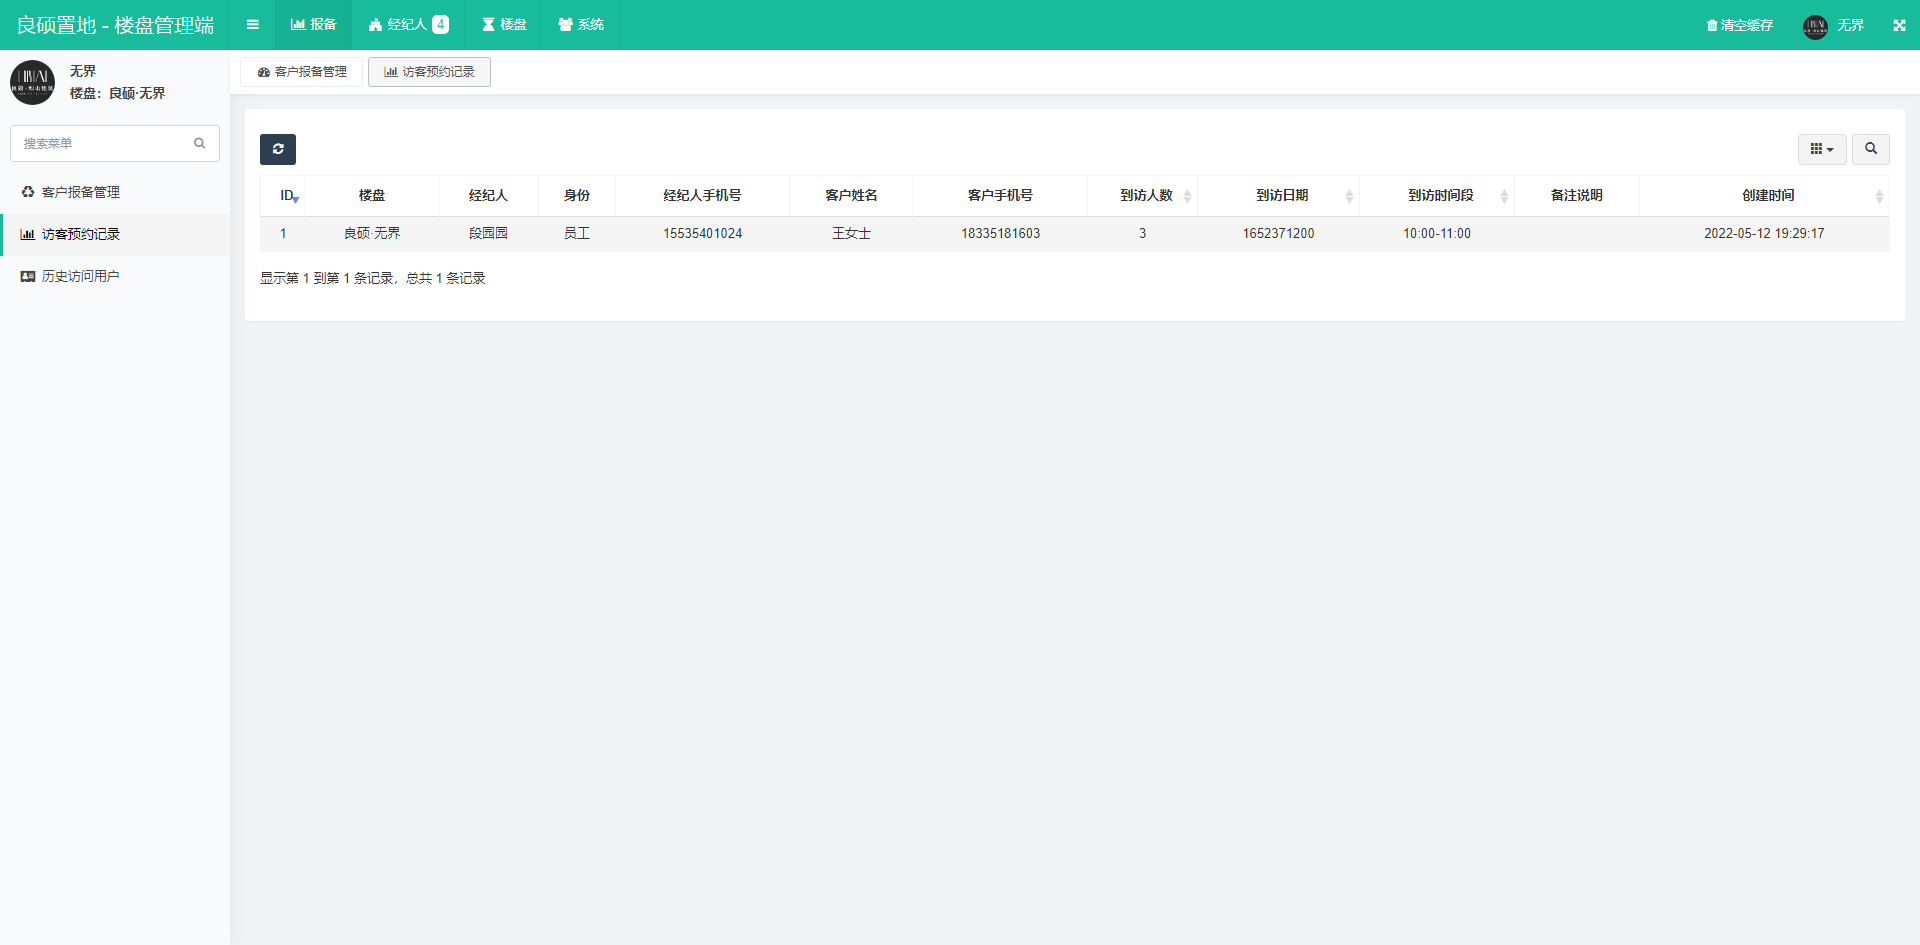 良硕置地 - 楼盘管理端
报备
经纪人 4
楼盘
系统
清空缓存
无界
无界
楼盘：良硕·无界
搜索菜单
客户报备管理
访客预约记录
历史访问用户
客户报备管理
访客预约记录
ID 楼盘 经纪人 身份 经纪人手机号 客户姓名 客户手机号 到访人数 到访日期 到访时间段 备注说明 创建时间
1 良硕·无界 段园园 员工 15535401024 王女士 18335181603 3 1652371200 10:00-11:00 2022-05-12 19:29:17
显示第 1 到第 1 条记录，总共 1 条记录